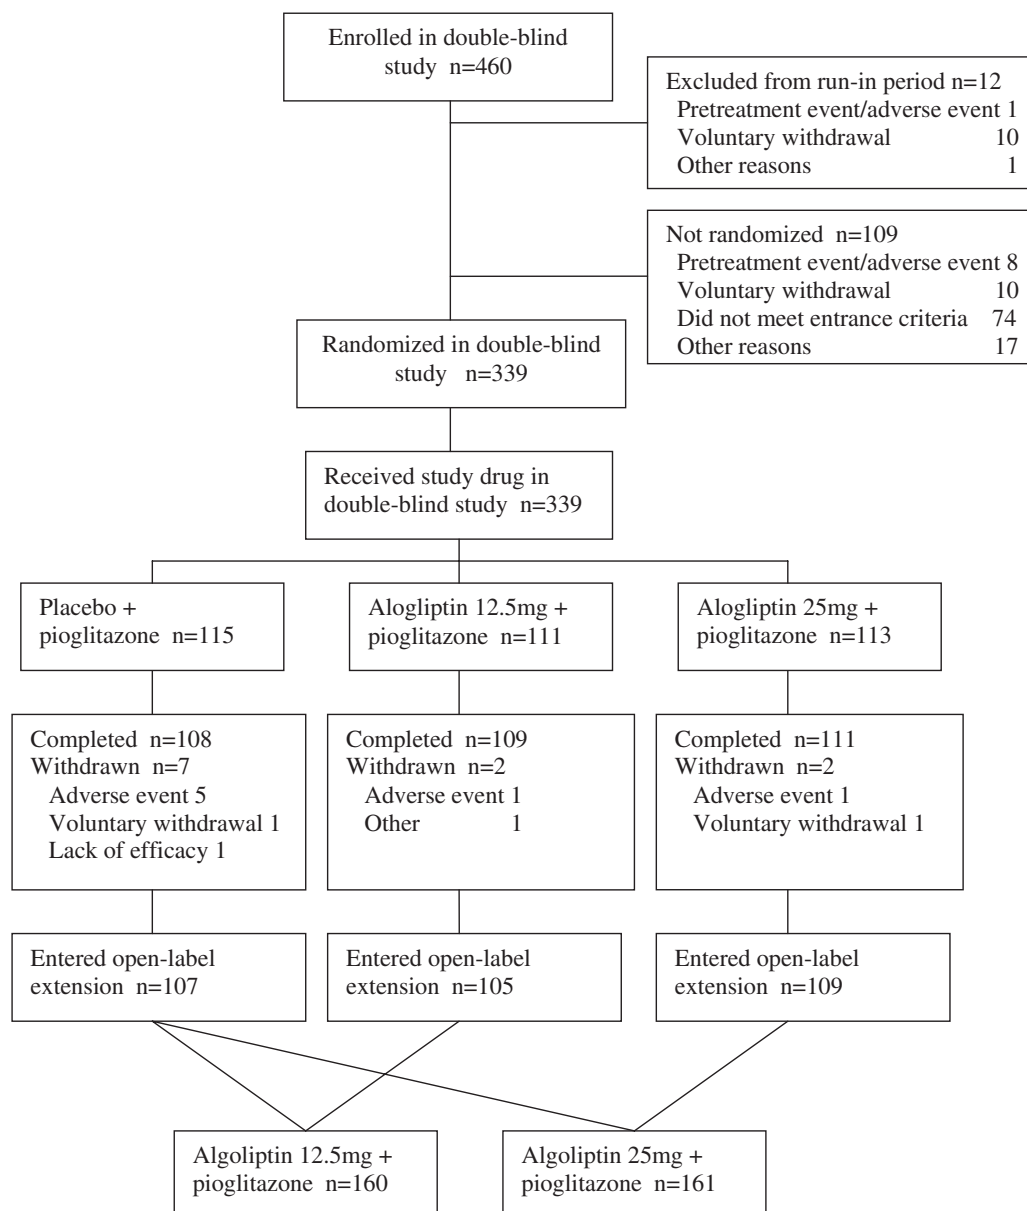 Enrolled in double-blind
study n=460
Excluded from run-in period n=12
Pretreatment event/adverse event 1
Voluntary withdrawal 10
Other reasons 1
Not randomized n=109
Pretreatment event/adverse event 8
Voluntary withdrawal 10
Did not meet entrance criteria 74
Other reasons 17
Randomized in double-blind
study n=339
Received study drug in
double-blind study n=339
Placebo +
pioglitazone n=115
Alogliptin 12.5mg +
pioglitazone n=111
Alogliptin 25mg +
pioglitazone n=113
Completed n=108
Withdrawn n=7
Adverse event 5
Voluntary withdrawal 1
Lack of efficacy 1
Completed n=109
Withdrawn n=2
Adverse event 1
Other 1
Completed n=111
Withdrawn n=2
Adverse event 1
Voluntary withdrawal 1
Entered open-label
extension n=107
Entered open-label
extension n=105
Entered open-label
extension n=109
Algoliptin 12.5mg +
pioglitazone n=160
Algoliptin 25mg +
pioglitazone n=161